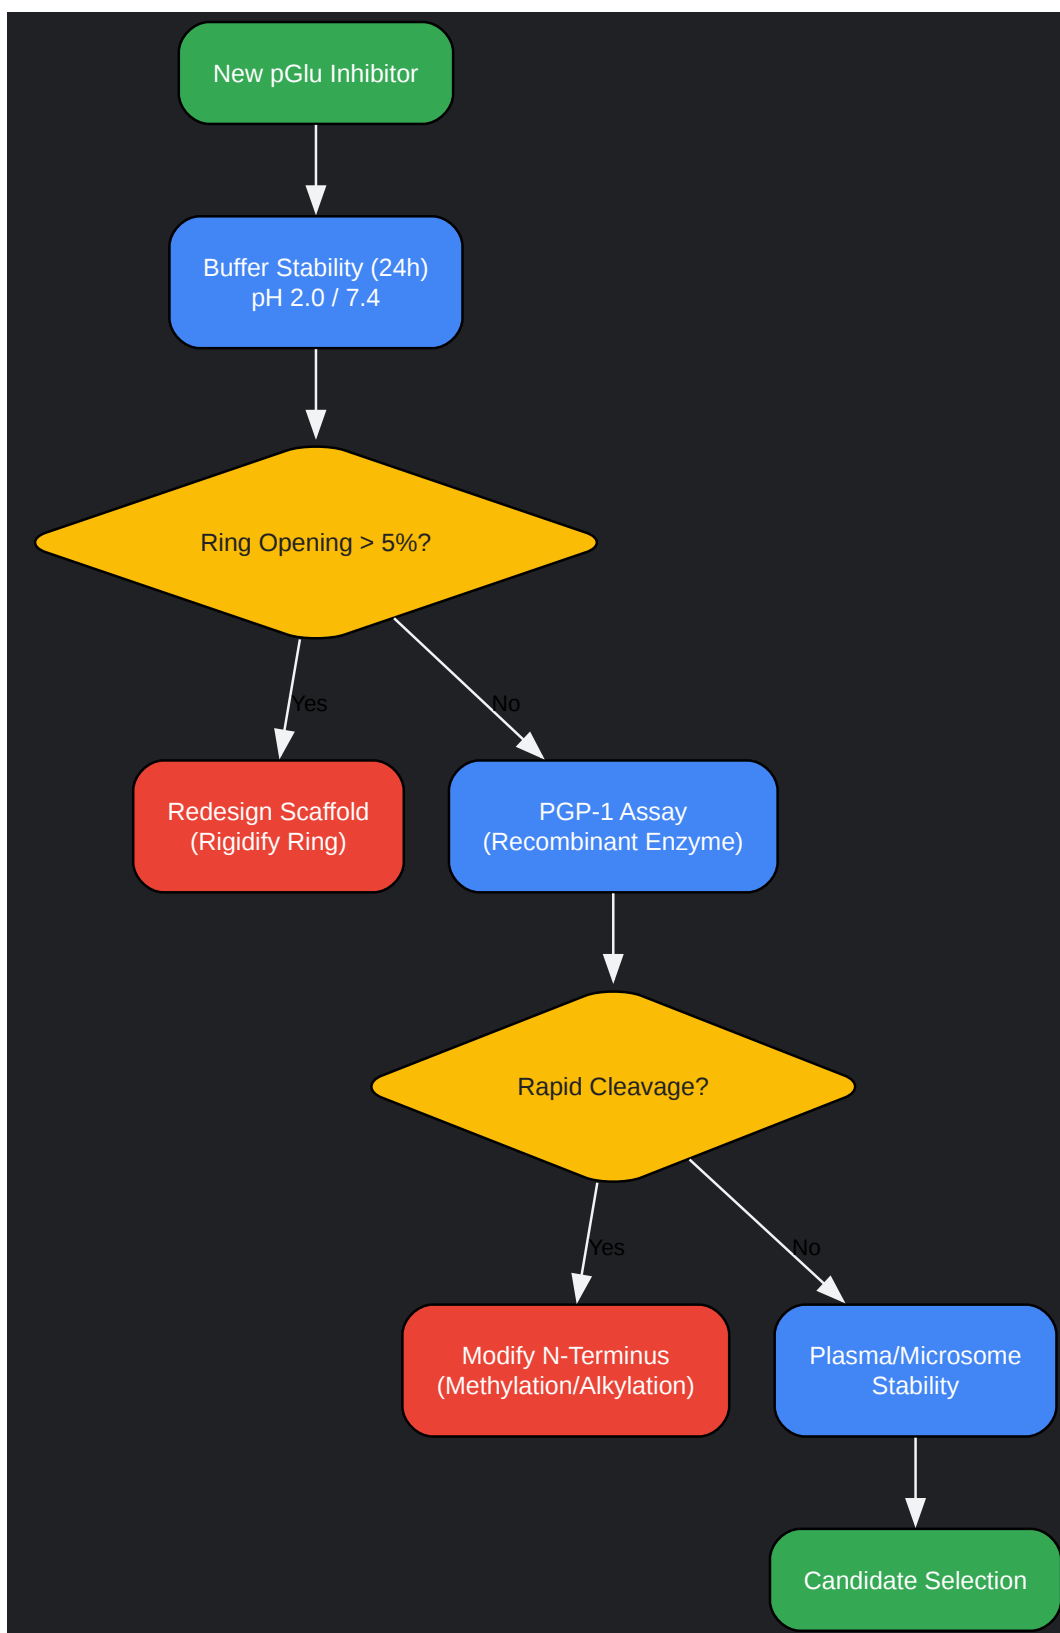 New pGlu Inhibitor
Buffer Stability (24h)
pH 2.0 / 7.4
Ring Opening > 5%?
Yes
No
Redesign Scaffold
(Rigidify Ring)
PGP-1 Assay
(Recombinant Enzyme)
Rapid Cleavage?
Yes
No
Modify N-Terminus
(Methylation/Alkylation)
Plasma/Microsome
Stability
Candidate Selection